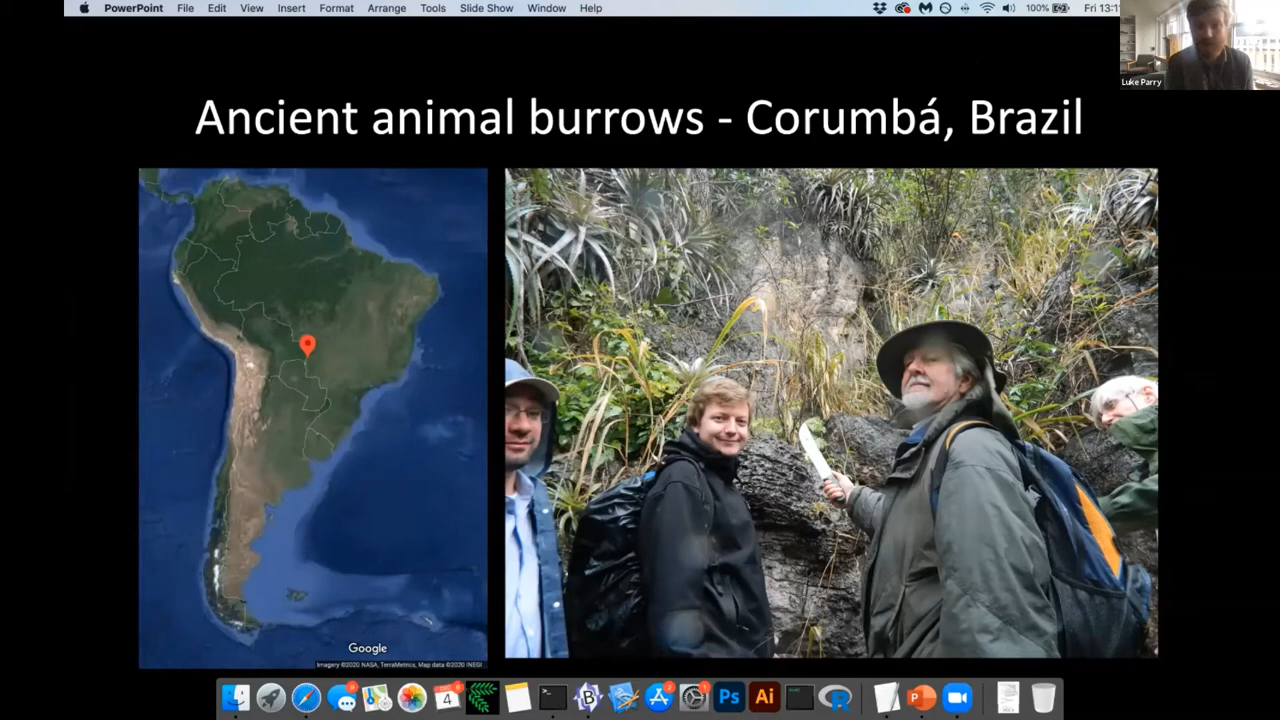 PowerPoint File Edit View Insert Format Arrange Tools Slide Show Window Help 100% Fri 13:1
Luke Parry
Ancient animal burrows - Corumbá, Brazil
Google
Imagery ©2020 NASA, TerraMetrics, Map data ©2020 INEGI
4
Ps
Ai
R
P